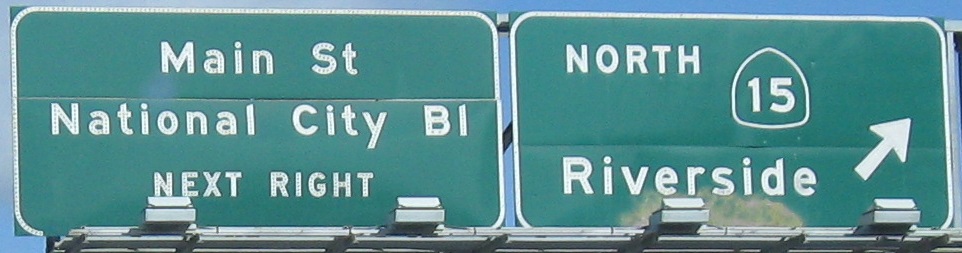 Main St
National City Bl
NEXT RIGHT
NORTH 15
Riverside